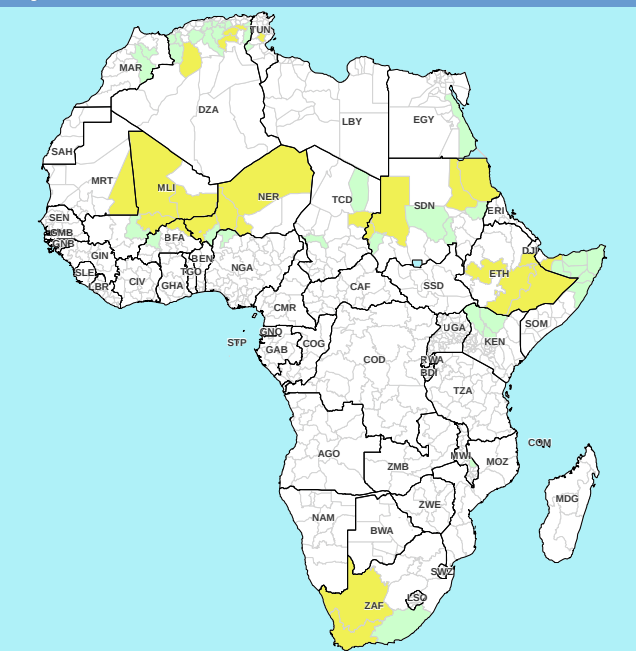 TUN
MAR
DZA
LBY
EGY
SAH
MRT
MLI
NER
TCD
SDN
ERI
SEN
GMB
GNB
BFA
DJI
GIN
BEN
NGA
ETH
SLE
CIV
GHA
TGO
LBR
CAF
SSD
CMR
SOM
GNQ
UGA
STP
GAB
COG
KEN
COD
RWA
BDI
TZA
COM
AGO
MWI
MOZ
ZMB
MDG
ZWE
NAM
BWA
SWZ
LSO
ZAF